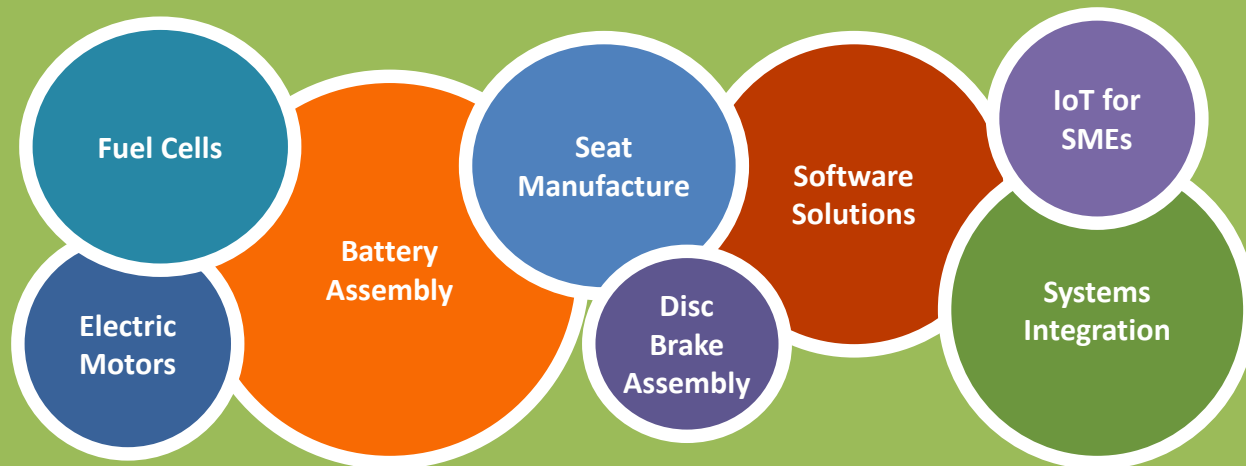 Fuel Cells
Electric
Motors
Battery
Assembly
Seat
Manufacture
Disc
Brake
Assembly
Software
Solutions
IoT for
SMEs
Systems
Integration